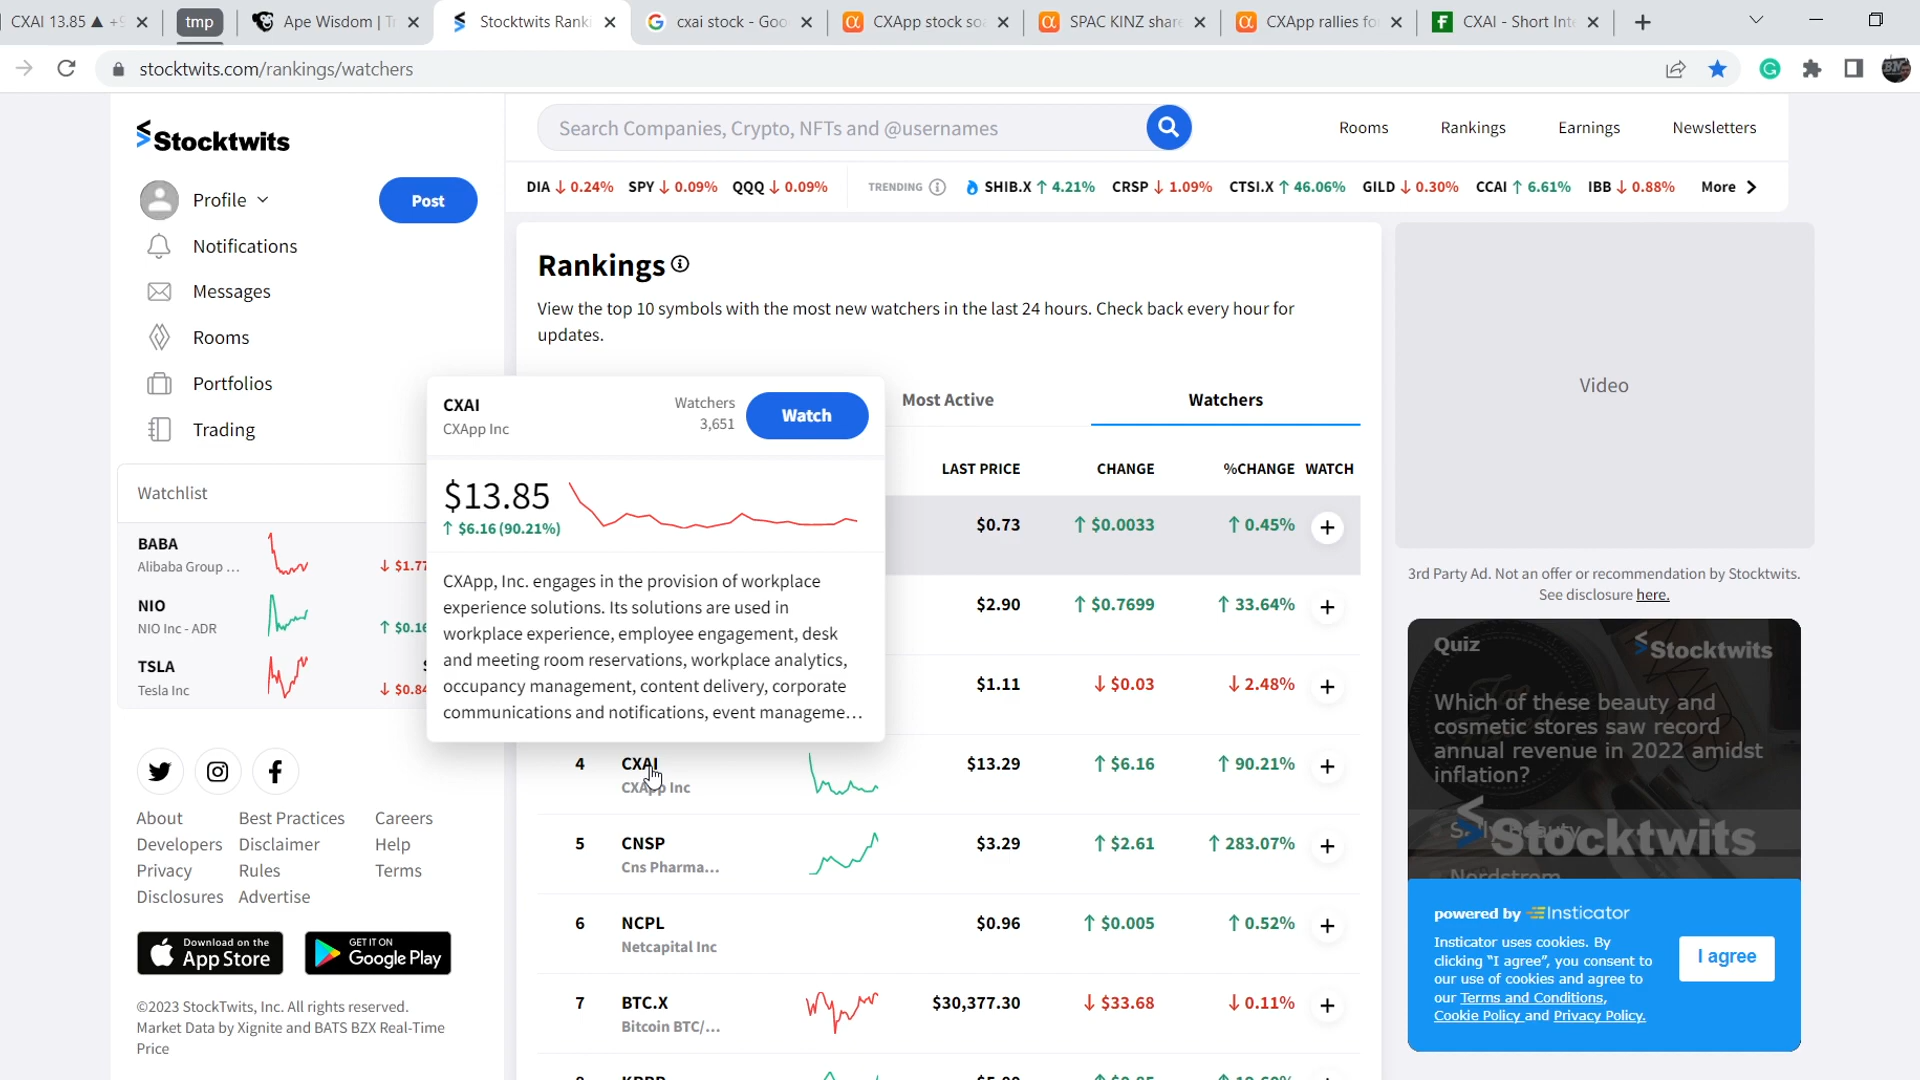 CXAI 13.85 ▲ +9
tmp
Ape Wisdom | Tr
Stocktwits Ranki
cxai stock - Goo
CXApp stock soa
SPAC KINZ share
CXApp rallies fo
CXAI - Short Inte
stocktwits.com/rankings/watchers
Stocktwits
Search Companies, Crypto, NFTs and @usernames
Rooms
Rankings
Earnings
Newsletters
Profile
Post
DIA ↓ 0.24% SPY ↓ 0.09% QQQ ↓ 0.09% TRENDING SHIB.X ↑ 4.21% CRSP ↓ 1.09% CTSI.X ↑ 46.06% GILD ↓ 0.30% CCAI ↑ 6.61% IBB ↓ 0.88% More
Notifications
Messages
Rooms
Portfolios
Trading
Rankings
View the top 10 symbols with the most new watchers in the last 24 hours. Check back every hour for
updates.
Most Active
Watchers
LAST PRICE CHANGE %CHANGE WATCH
CXAI
CXApp Inc
Watchers
3,651
Watch
$13.85
↑ $6.16 (90.21%)
CXApp, Inc. engages in the provision of workplace
experience solutions. Its solutions are used in
workplace experience, employee engagement, desk
and meeting room reservations, workplace analytics,
occupancy management, content delivery, corporate
communications and notifications, event manageme...
$0.73 ↑ $0.0033 ↑ 0.45% +
$2.90 ↑ $0.7699 ↑ 33.64% +
$1.11 ↓ $0.03 ↓ 2.48% +
4 CXAI $13.29 ↑ $6.16 ↑ 90.21% +
CXApp Inc
5 CNSP $3.29 ↑ $2.61 ↑ 283.07% +
Cns Pharma...
6 NCPL $0.96 ↑ $0.005 ↑ 0.52% +
Netcapital Inc
7 BTC.X $30,377.30 ↓ $33.68 ↓ 0.11% +
Bitcoin BTC/...
Watchlist
BABA
Alibaba Group ...
↓ $1.77
NIO
NIO Inc - ADR
↑ $0.16
TSLA
Tesla Inc
↓ $0.84
About Best Practices Careers
Developers Disclaimer Help
Privacy Rules Terms
Disclosures Advertise
Download on the
App Store
GET IT ON
Google Play
©2023 StockTwits, Inc. All rights reserved.
Market Data by Xignite and BATS BZX Real-Time
Price
Video
3rd Party Ad. Not an offer or recommendation by Stocktwits.
See disclosure here.
Quiz
Stocktwits
Which of these beauty and
cosmetic stores saw record
annual revenue in 2022 amidst
inflation?
Stocktwits
Nordstrom
powered by Insticator
Insticator uses cookies. By
clicking "I agree", you consent to
our use of cookies and agree to
our Terms and Conditions,
Cookie Policy and Privacy Policy.
I agree